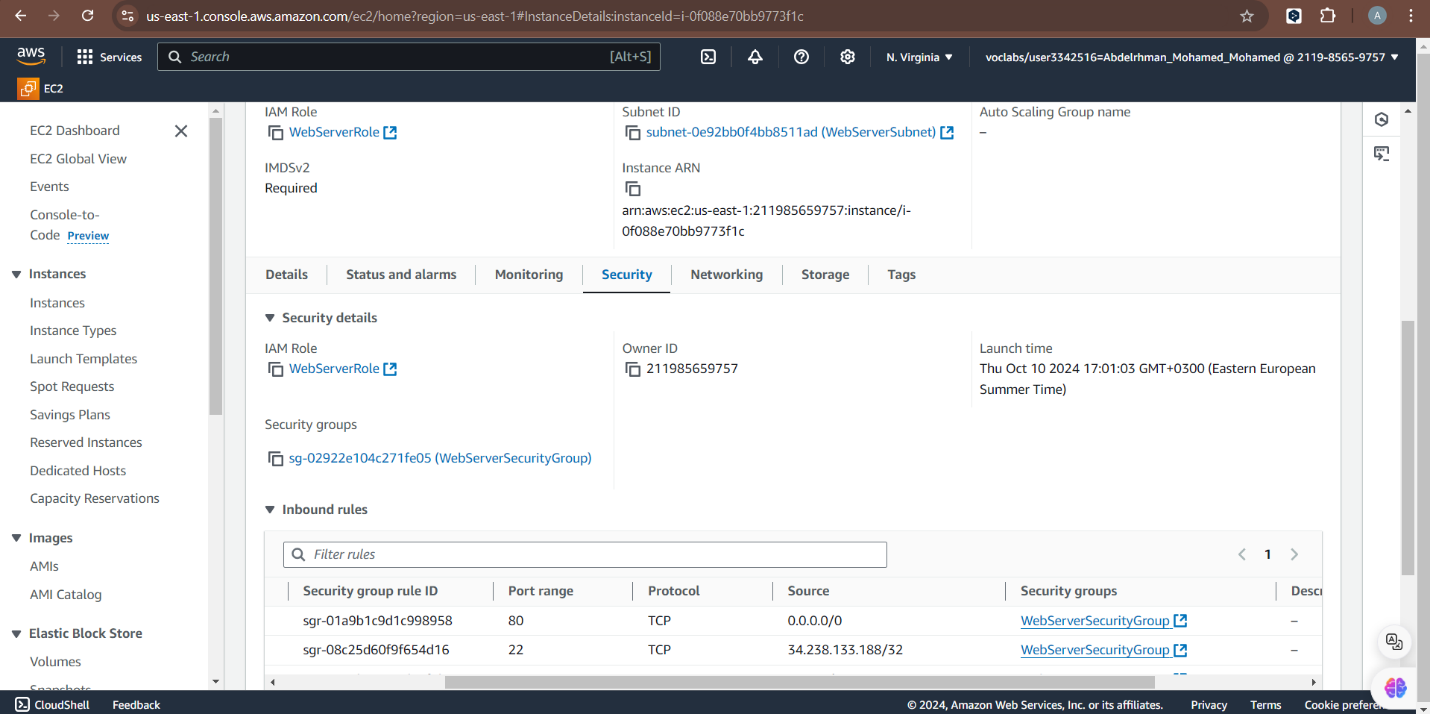 us-east-1.console.aws.amazon.com/ec2/home?region=us-east-1#InstanceDetails:instanceId=i-0f088e70bb9773f1c
A
aws
Services
Search
[Alt+S]
N. Virginia
voclabs/user3342516=Abdelrhman_Mohamed_Mohamed @ 2119-8565-9757
EC2
EC2 Dashboard
EC2 Global View
Events
Console-to-
Code Preview
Instances
Instances
Instance Types
Launch Templates
Spot Requests
Savings Plans
Reserved Instances
Dedicated Hosts
Capacity Reservations
Images
AMIs
AMI Catalog
Elastic Block Store
Volumes
Snapshots
IAM Role
WebServerRole
Subnet ID
subnet-0e92bb0f4bb8511ad (WebServerSubnet)
Auto Scaling Group name
–
IMDSv2
Required
Instance ARN
arn:aws:ec2:us-east-1:211985659757:instance/i-
0f088e70bb9773f1c
Details
Status and alarms
Monitoring
Security
Networking
Storage
Tags
Security details
IAM Role
WebServerRole
Owner ID
211985659757
Launch time
Thu Oct 10 2024 17:01:03 GMT+0300 (Eastern European
Summer Time)
Security groups
sg-02922e104c271fe05 (WebServerSecurityGroup)
Inbound rules
Filter rules
1
Security group rule ID Port range Protocol Source Security groups Descr
sgr-01a9b1c9d1c998958 80 TCP 0.0.0.0/0 WebServerSecurityGroup –
sgr-08c25d60f9f654d16 22 TCP 34.238.133.188/32 WebServerSecurityGroup –
CloudShell
Feedback
© 2024, Amazon Web Services, Inc. or its affiliates.
Privacy
Terms
Cookie prefere